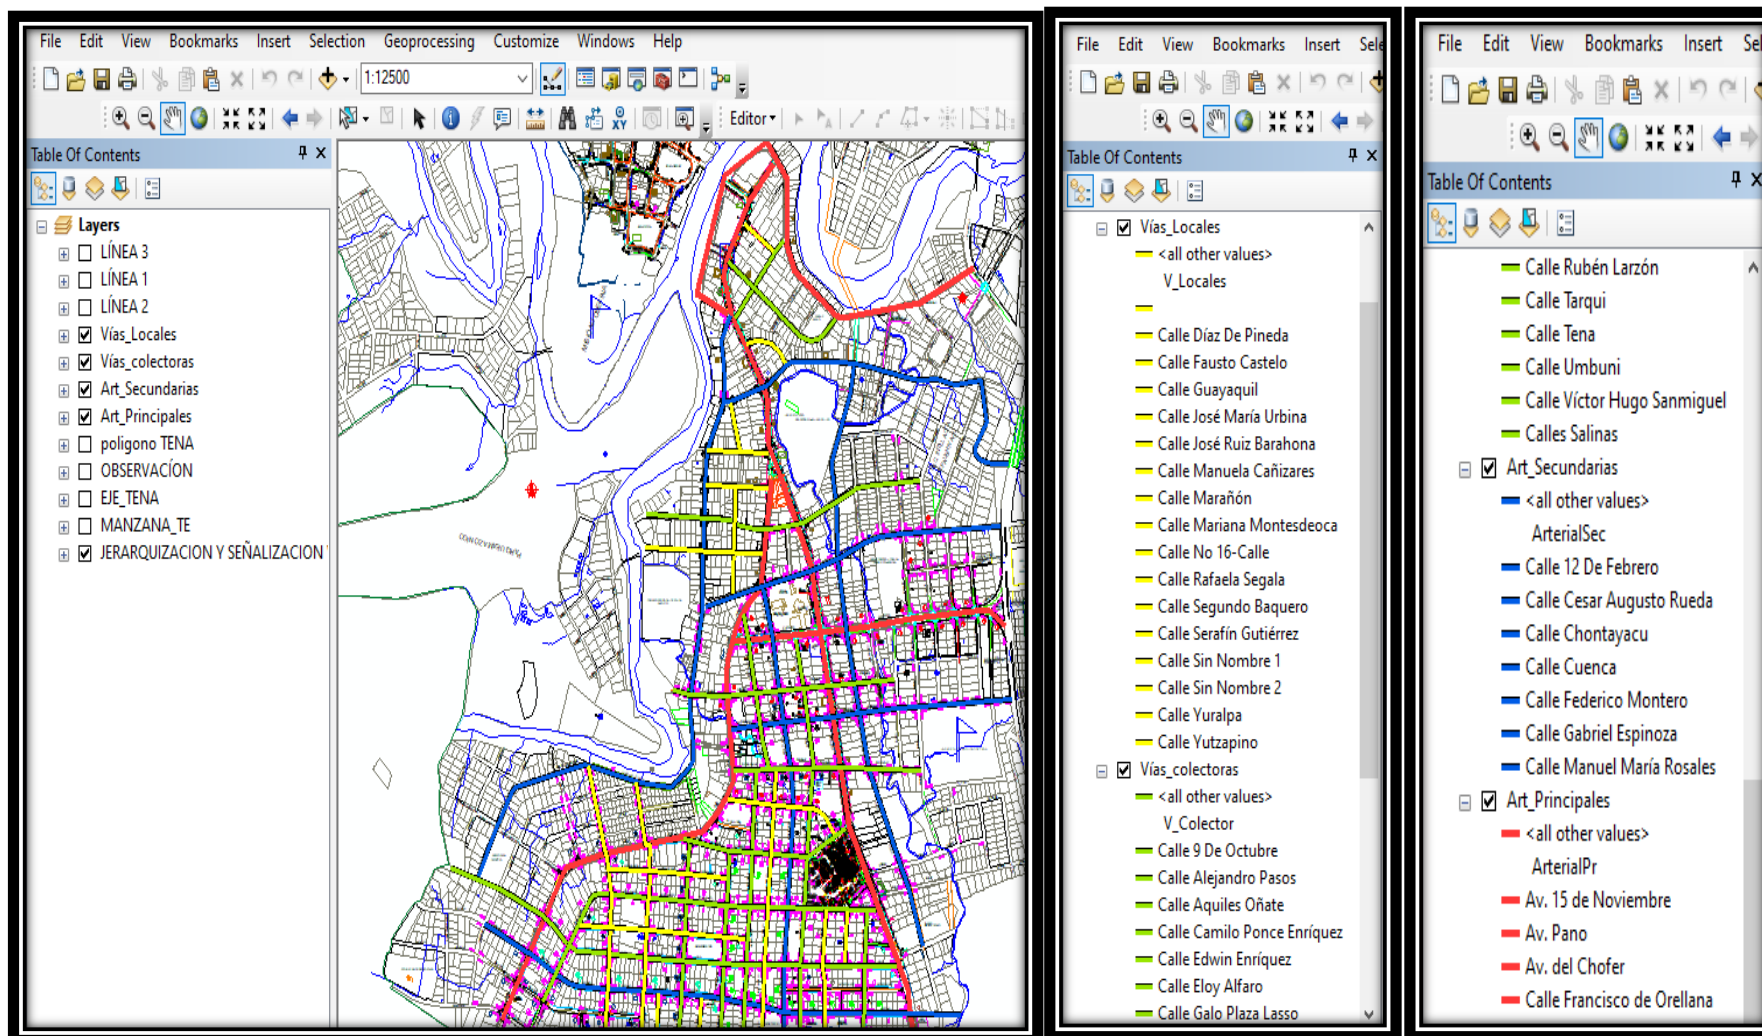 File Edit View Bookmarks Insert Selection Geoprocessing Customize Windows Help
1:12500
Editor
Table Of Contents
Layers
LÍNEA 3
LÍNEA 1
LÍNEA 2
Vías_Locales
Vías_colectoras
Art_Secundarias
Art_Principales
poligono TENA
OBSERVACÍON
EJE_TENA
MANZANA_TE
JERARQUIZACION Y SEÑALIZACION
File Edit View Bookmarks Insert Sele
Table Of Contents
Vías_Locales
<all other values>
V_Locales
Calle Díaz De Pineda
Calle Fausto Castelo
Calle Guayaquil
Calle José María Urbina
Calle José Ruiz Barahona
Calle Manuela Cañizares
Calle Marañón
Calle Mariana Montesdeoca
Calle No 16-Calle
Calle Rafaela Segala
Calle Segundo Baquero
Calle Serafín Gutiérrez
Calle Sin Nombre 1
Calle Sin Nombre 2
Calle Yuralpa
Calle Yutzapino
Vías_colectoras
<all other values>
V_Colector
Calle 9 De Octubre
Calle Alejandro Pasos
Calle Aquiles Oñate
Calle Camilo Ponce Enríquez
Calle Edwin Enríquez
Calle Eloy Alfaro
Calle Galo Plaza Lasso
File Edit View Bookmarks Insert Sel
Table Of Contents
Calle Rubén Larzón
Calle Tarqui
Calle Tena
Calle Umbuni
Calle Víctor Hugo Sanmiguel
Calles Salinas
Art_Secundarias
<all other values>
ArterialSec
Calle 12 De Febrero
Calle Cesar Augusto Rueda
Calle Chontayacu
Calle Cuenca
Calle Federico Montero
Calle Gabriel Espinoza
Calle Manuel María Rosales
Art_Principales
<all other values>
ArterialPr
Av. 15 de Noviembre
Av. Pano
Av. del Chofer
Calle Francisco de Orellana